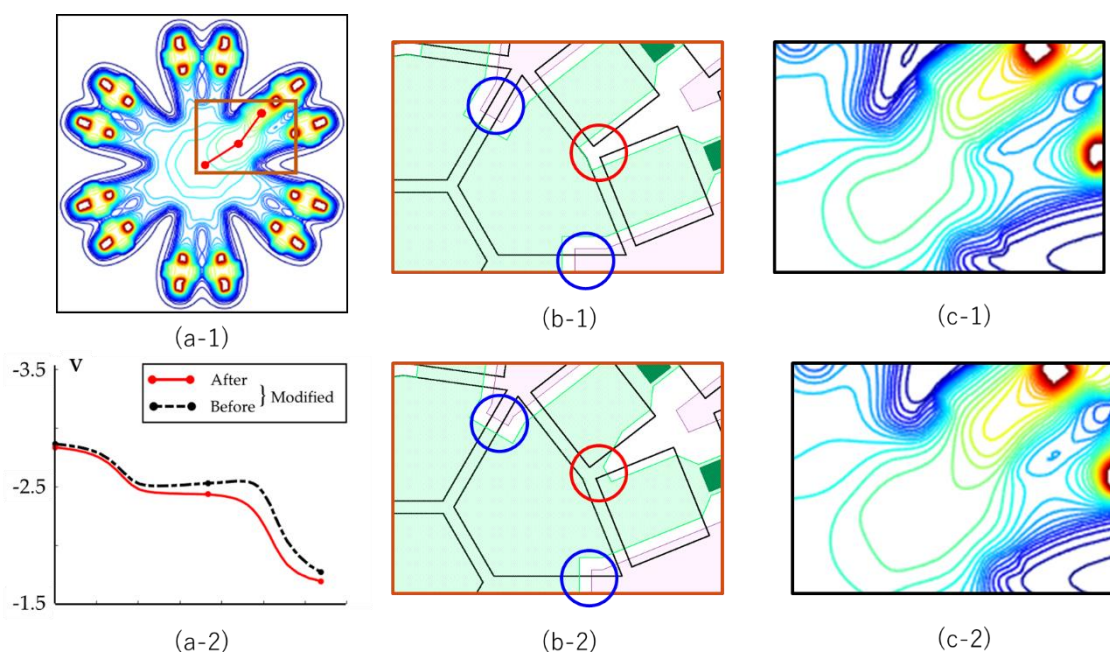 (a-1)
(b-1)
(c-1)
V
-3.5
-2.5
-1.5
After
Before
} Modified
(a-2)
(b-2)
(c-2)